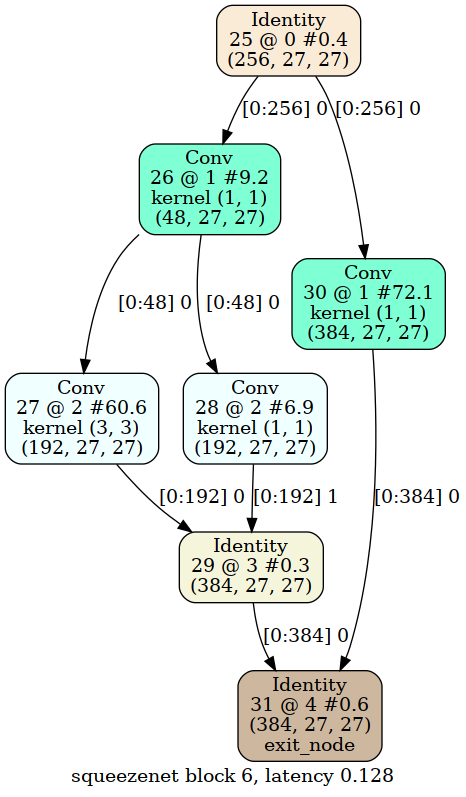 Identity
25 @ 0 #0.4
(256, 27, 27)
[0:256] 0
[0:256] 0
Conv
26 @ 1 #9.2
kernel (1, 1)
(48, 27, 27)
Conv
30 @ 1 #72.1
kernel (1, 1)
(384, 27, 27)
[0:48] 0
[0:48] 0
Conv
27 @ 2 #60.6
kernel (3, 3)
(192, 27, 27)
Conv
28 @ 2 #6.9
kernel (1, 1)
(192, 27, 27)
[0:192] 0
[0:192] 1
[0:384] 0
Identity
29 @ 3 #0.3
(384, 27, 27)
[0:384] 0
Identity
31 @ 4 #0.6
(384, 27, 27)
exit_node
squeezenet block 6, latency 0.128